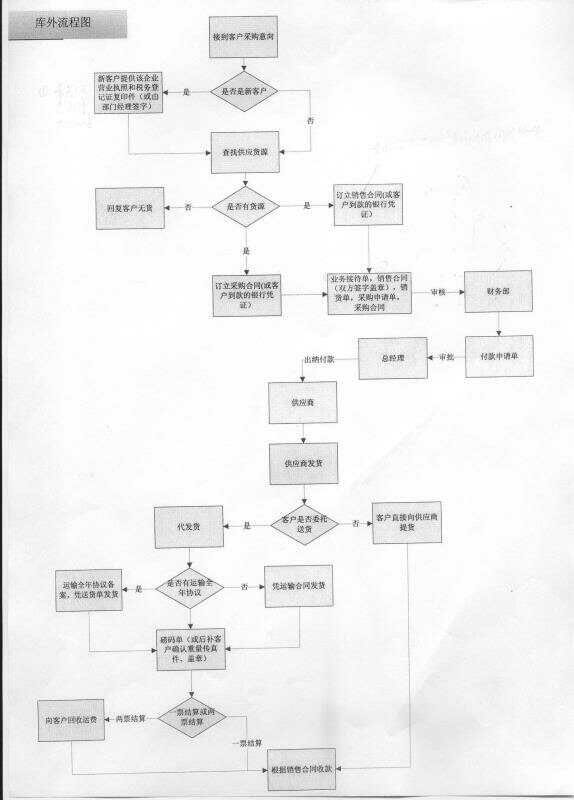 库外流程图
接到客户采购意向
新客户提供该企业
营业执照和税务登
记证复印件（或由
部门经理签字）
是
是否是新客户
否
查找供应货源
回复客户无货
否
是否有货源
是
订立销售合同(或客
户到款的银行凭
证）
是
订立采购合同(或客
户到款的银行凭
证）
业务接待单，销售合同
（双方签字盖章），销
货单，采购申请单，
采购合同
审核
财务部
出纳付款
总经理
审批
付款申请单
供应商
供应商发货
代发货
是
客户是否委托
送货
否
客户直接向供应商
提货
运输全年协议备
案，凭送货单发货
是
是否有运输全
年协议
否
凭运输合同发货
磅码单（或后补客
户确认重量传真
件、盖章）
向客户回收运费
两票结算
一票结算或两
票结算
一票结算
根据销售合同收款